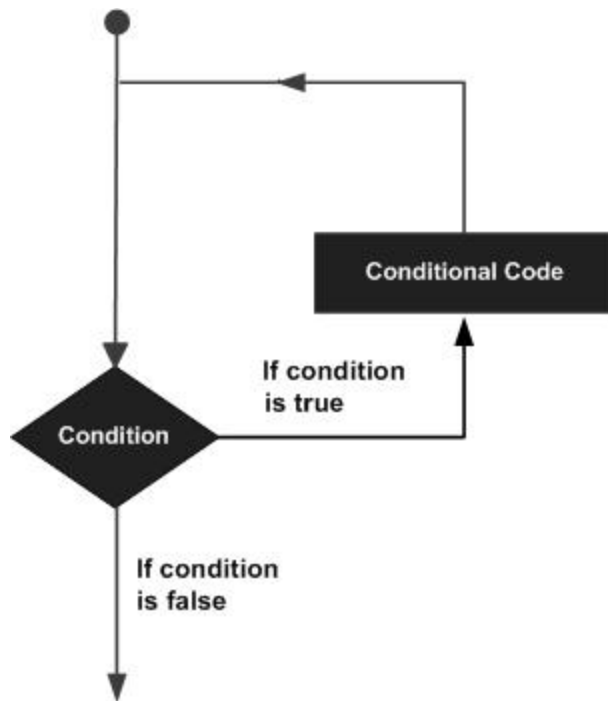 Conditional Code
If condition
is true
Condition
If condition
is false